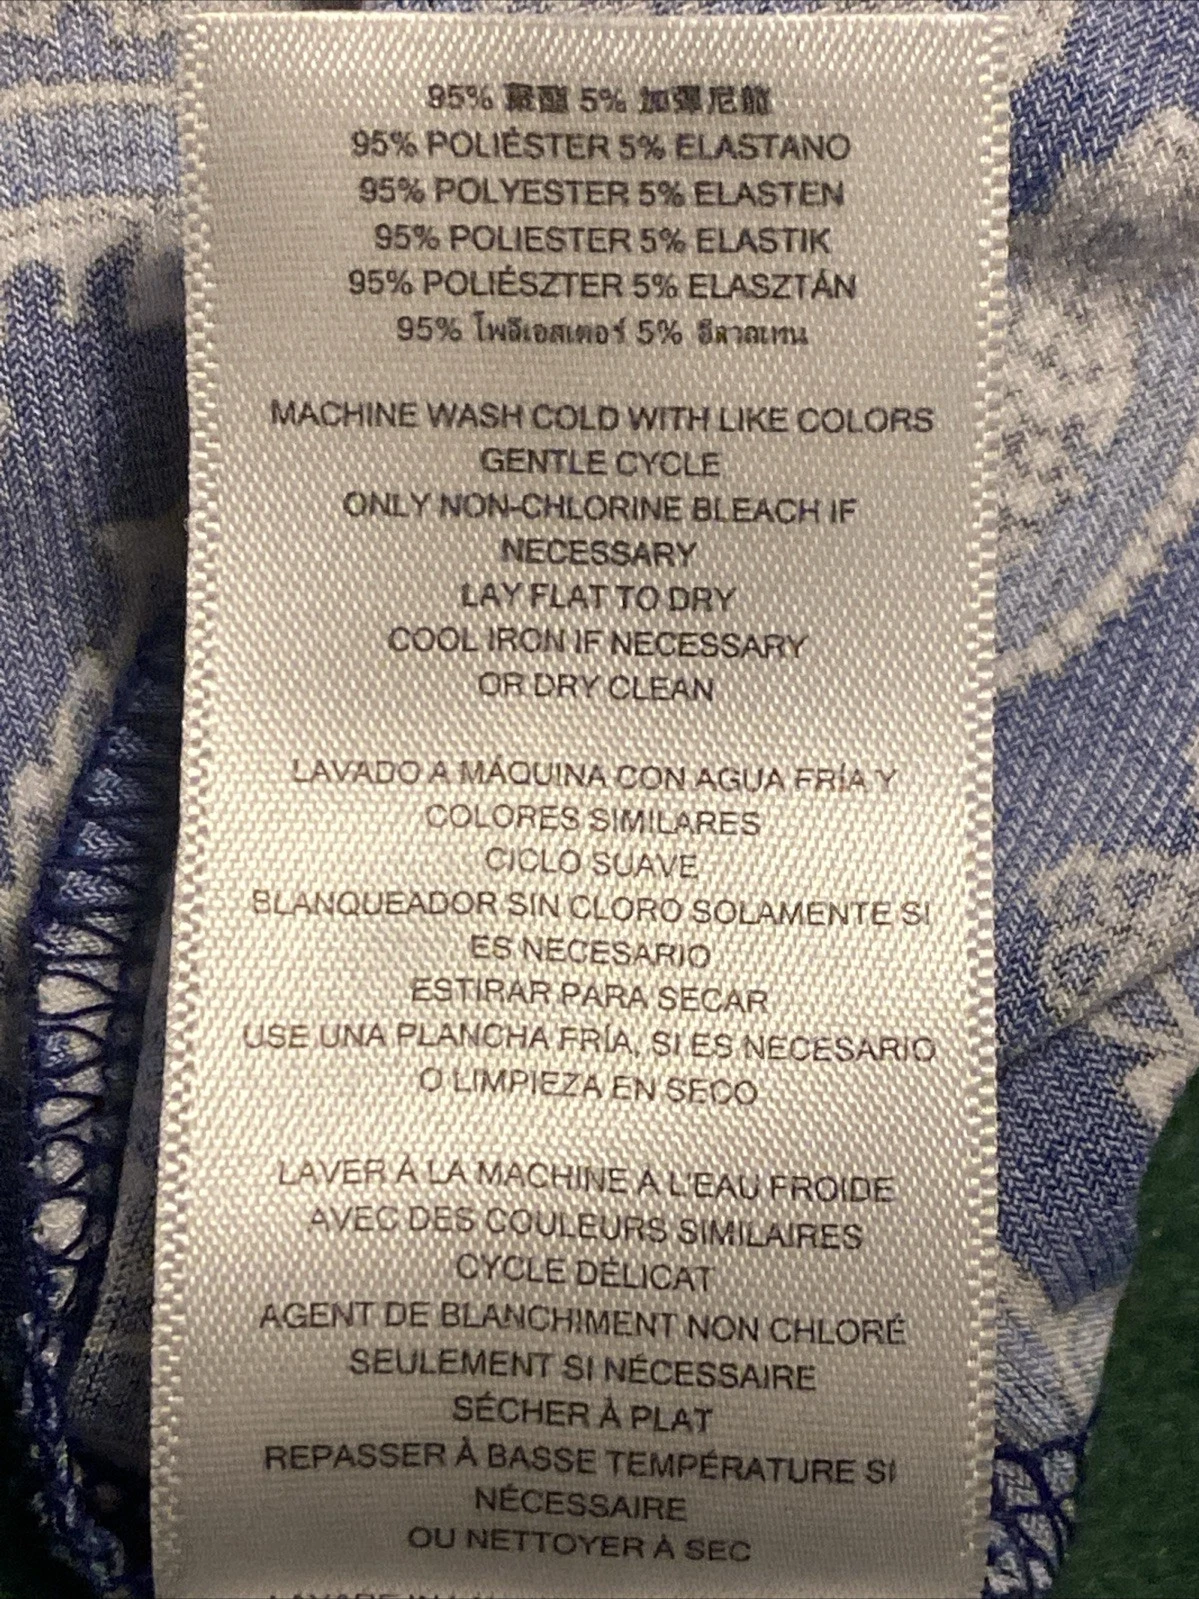 95% 聚酯 5% 加彈尼龍
95% POLIÉSTER 5% ELASTANO
95% POLYESTER 5% ELASTEN
95% POLIESTER 5% ELASTIK
95% POLIÉSZTER 5% ELASZTÁN
95% โพลีเอสเตอร์ 5% อีลาสเทน
MACHINE WASH COLD WITH LIKE COLORS
GENTLE CYCLE
ONLY NON-CHLORINE BLEACH IF
NECESSARY
LAY FLAT TO DRY
COOL IRON IF NECESSARY
OR DRY CLEAN
LAVADO A MÁQUINA CON AGUA FRÍA Y
COLORES SIMILARES
CICLO SUAVE
BLANQUEADOR SIN CLORO SOLAMENTE SI
ES NECESARIO
ESTIRAR PARA SECAR
USE UNA PLANCHA FRÍA, SI ES NECESARIO
O LIMPIEZA EN SECO
LAVER À LA MACHINE À L'EAU FROIDE
AVEC DES COULEURS SIMILAIRES
CYCLE DÉLICAT
AGENT DE BLANCHIMENT NON CHLORÉ
SEULEMENT SI NÉCESSAIRE
SÉCHER À PLAT
REPASSER À BASSE TEMPÉRATURE SI
NÉCESSAIRE
OU NETTOYER À SEC